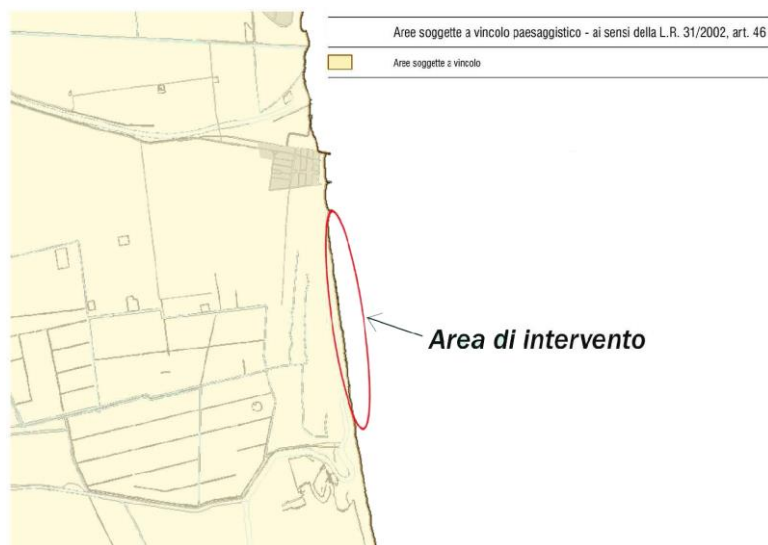 Aree soggette a vincolo paesaggistico - ai sensi della L.R. 31/2002, art. 46
Aree soggette a vincolo
Area di intervento